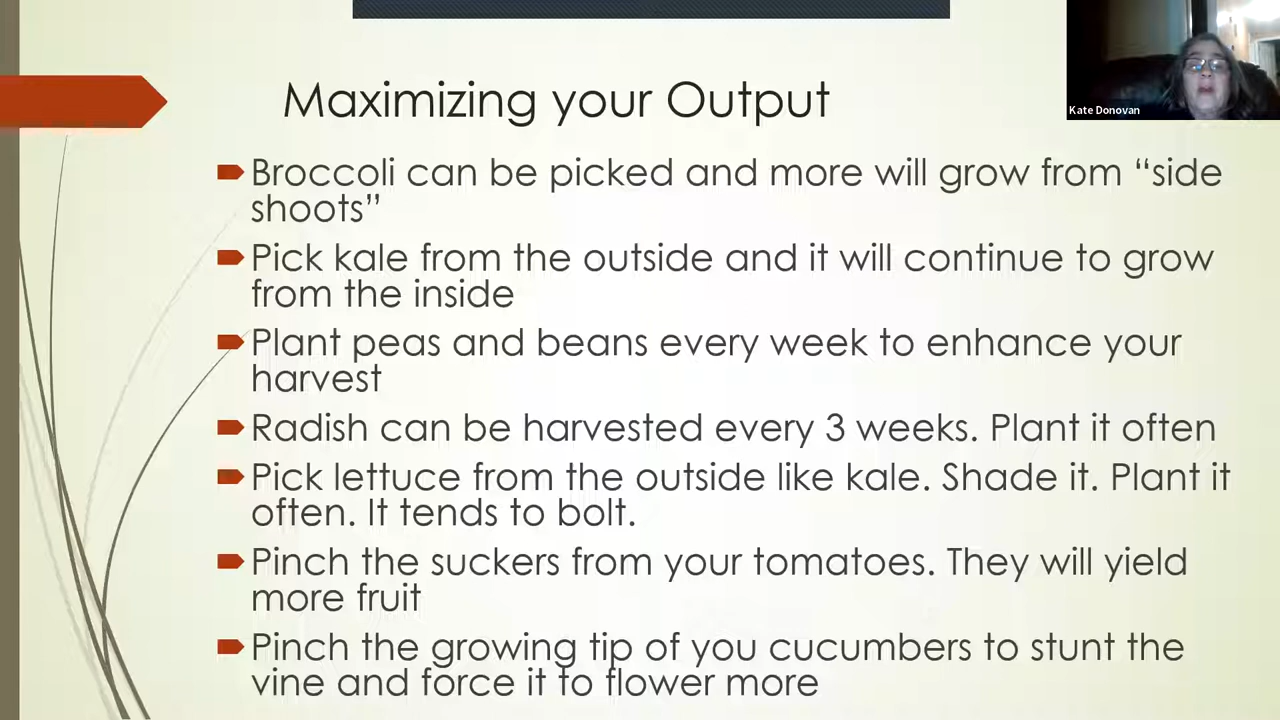 Maximizing your Output
Kate Donovan
Broccoli can be picked and more will grow from “side
shoots”
Pick kale from the outside and it will continue to grow
from the inside
Plant peas and beans every week to enhance your
harvest
Radish can be harvested every 3 weeks. Plant it often
Pick lettuce from the outside like kale. Shade it. Plant it
often. It tends to bolt.
Pinch the suckers from your tomatoes. They will yield
more fruit
Pinch the growing tip of you cucumbers to stunt the
vine and force it to flower more